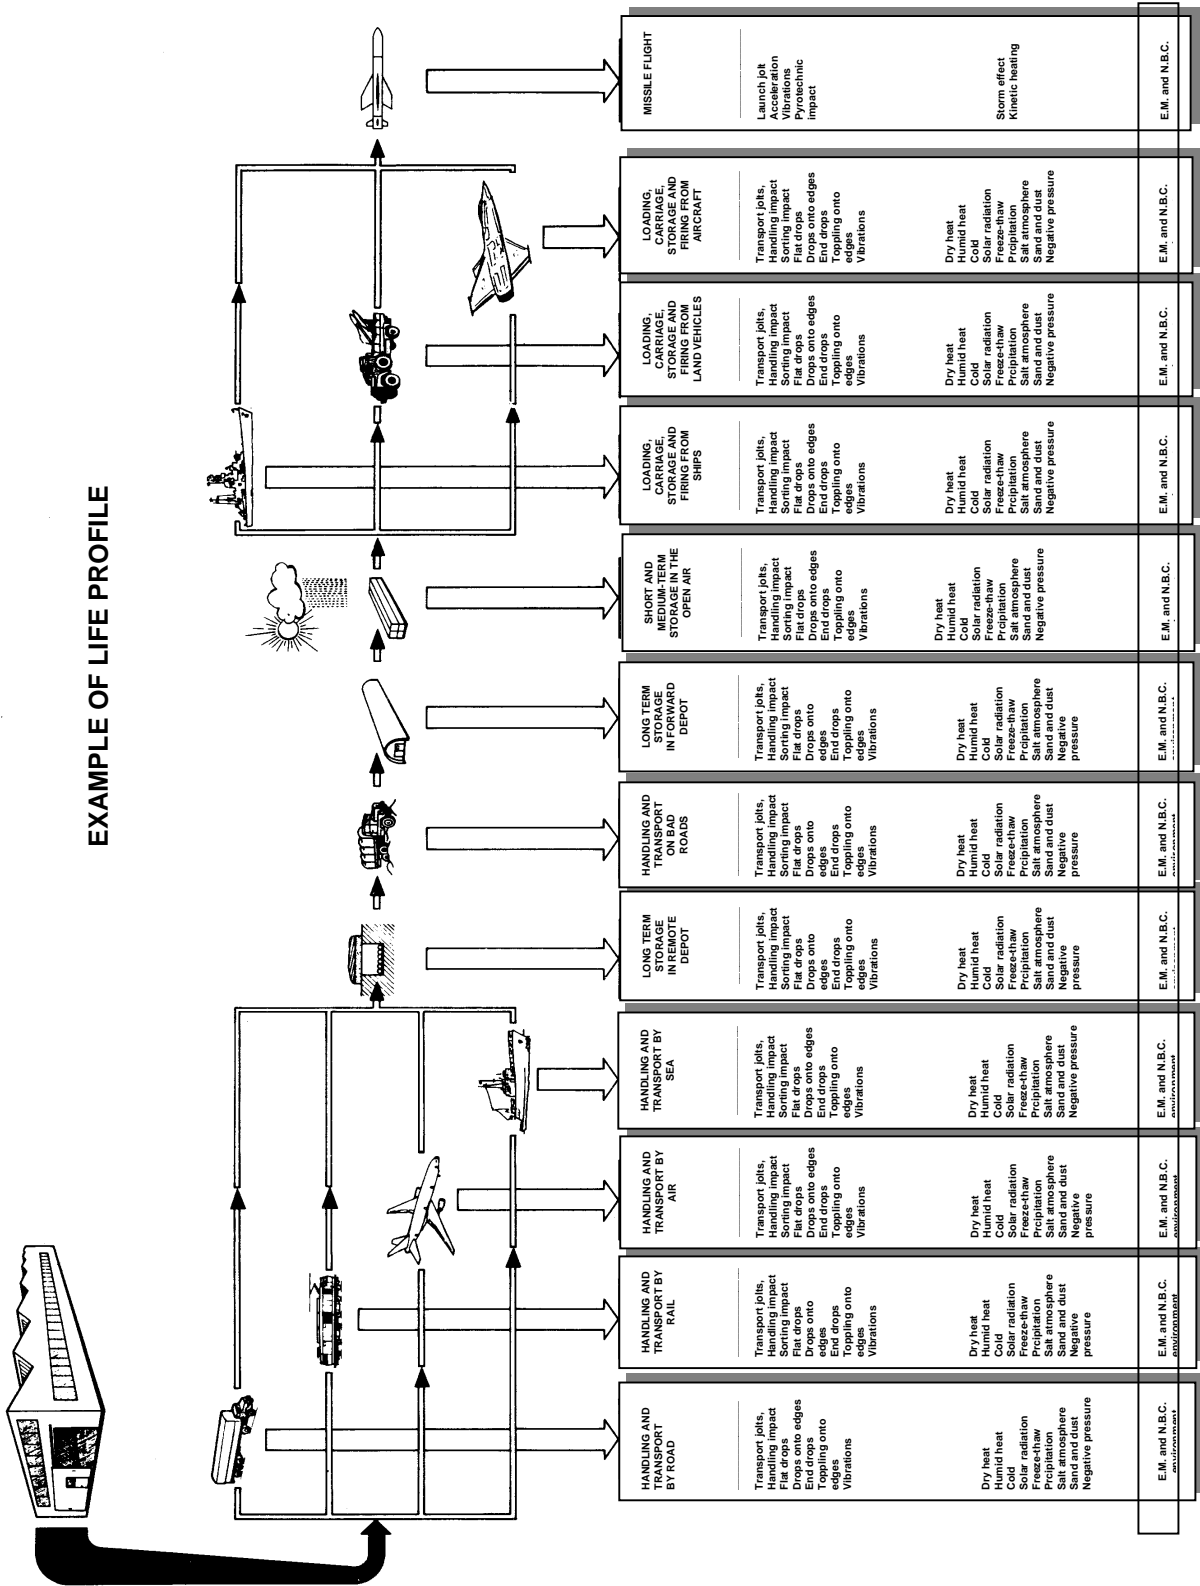 EXAMPLE OF LIFE PROFILE
HANDLING AND
TRANSPORT
BY ROAD
Transport jolts,
Handling impact
Flat drops
Drops onto edges
End drops
Toppling onto
edges
Vibrations
Dry heat
Humid heat
Cold
Solar radiation
Freeze-thaw
Prcipitation
Salt atmosphere
Sand and dust
Negative pressure
E.M. and N.B.C.
environment
HANDLING AND
TRANSPORT BY
RAIL
Transport jolts,
Handling impact
Sorting impact
Flat drops
Drops onto
edges
End drops
Toppling onto
edges
Vibrations
Dry heat
Humid heat
Cold
Solar radiation
Freeze-thaw
Prcipitation
Salt atmosphere
Sand and dust
Negative
pressure
E.M. and N.B.C.
environment
HANDLING AND
TRANSPORT BY
AIR
Transport jolts,
Handling impact
Sorting impact
Flat drops
Drops onto edges
End drops
Toppling onto
edges
Vibrations
Dry heat
Humid heat
Cold
Solar radiation
Freeze-thaw
Prcipitation
Salt atmosphere
Sand and dust
Negative
pressure
E.M. and N.B.C.
environment
HANDLING AND
TRANSPORT BY
SEA
Transport jolts,
Handling impact
Sorting impact
Flat drops
Drops onto edges
End drops
Toppling onto
edges
Vibrations
Dry heat
Humid heat
Cold
Solar radiation
Freeze-thaw
Prcipitation
Salt atmosphere
Sand and dust
Negative pressure
E.M. and N.B.C.
environment
LONG TERM
STORAGE
IN REMOTE
DEPOT
Transport jolts,
Handling impact
Sorting impact
Flat drops
Drops onto
edges
End drops
Toppling onto
edges
Vibrations
Dry heat
Humid heat
Cold
Solar radiation
Freeze-thaw
Prcipitation
Salt atmosphere
Sand and dust
Negative
pressure
E.M. and N.B.C.
environment
HANDLING AND
TRANSPORT
ON BAD
ROADS
Transport jolts,
Handling impact
Sorting impact
Flat drops
Drops onto
edges
End drops
Toppling onto
edges
Vibrations
Dry heat
Humid heat
Cold
Solar radiation
Freeze-thaw
Prcipitation
Salt atmosphere
Sand and dust
Negative
pressure
E.M. and N.B.C.
environment
LONG TERM
STORAGE
IN FORWARD
DEPOT
Transport jolts,
Handling impact
Sorting impact
Flat drops
Drops onto
edges
End drops
Toppling onto
edges
Vibrations
Dry heat
Humid heat
Cold
Solar radiation
Freeze-thaw
Prcipitation
Salt atmosphere
Sand and dust
Negative
pressure
E.M. and N.B.C.
environment
SHORT AND
MEDIUM-TERM
STORAGE IN THE
OPEN AIR
Transport jolts,
Handling impact
Sorting impact
Flat drops
Drops onto edges
End drops
Toppling onto
edges
Vibrations
Dry heat
Humid heat
Cold
Solar radiation
Freeze-thaw
Prcipitation
Salt atmosphere
Sand and dust
Negative pressure
E.M. and N.B.C.
LOADING,
CARRIAGE,
STORAGE AND
FIRING FROM
SHIPS
Transport jolts,
Handling impact
Sorting impact
Flat drops
Drops onto edges
End drops
Toppling onto
edges
Vibrations
Dry heat
Humid heat
Cold
Solar radiation
Freeze-thaw
Prcipitation
Salt atmosphere
Sand and dust
Negative pressure
E.M. and N.B.C.
LOADING,
CARRIAGE,
STORAGE AND
FIRING FROM
LAND VEHICLES
Transport jolts,
Handling impact
Sorting impact
Flat drops
Drops onto edges
End drops
Toppling onto
edges
Vibrations
Dry heat
Humid heat
Cold
Solar radiation
Freeze-thaw
Prcipitation
Salt atmosphere
Sand and dust
Negative pressure
E.M. and N.B.C.
LOADING,
CARRIAGE,
STORAGE AND
FIRING FROM
AIRCRAFT
Transport jolts,
Handling impact
Sorting impact
Flat drops
Drops onto edges
End drops
Toppling onto
edges
Vibrations
Dry heat
Humid heat
Cold
Solar radiation
Freeze-thaw
Prcipitation
Salt atmosphere
Sand and dust
Negative pressure
E.M. and N.B.C.
MISSILE FLIGHT
Launch jolt
Acceleration
Vibrations
Pyrotechnic
impact
Storm effect
Kinetic heating
E.M. and N.B.C.